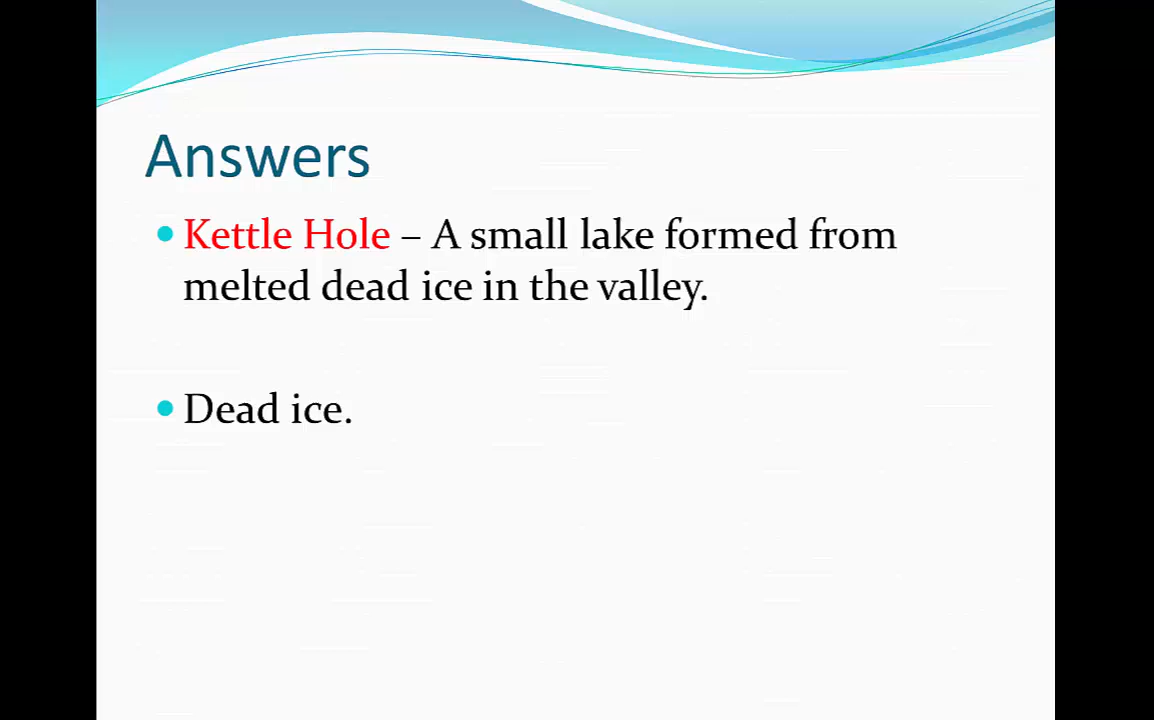 Answers
• Kettle Hole – A small lake formed from
melted dead ice in the valley.
• Dead ice.